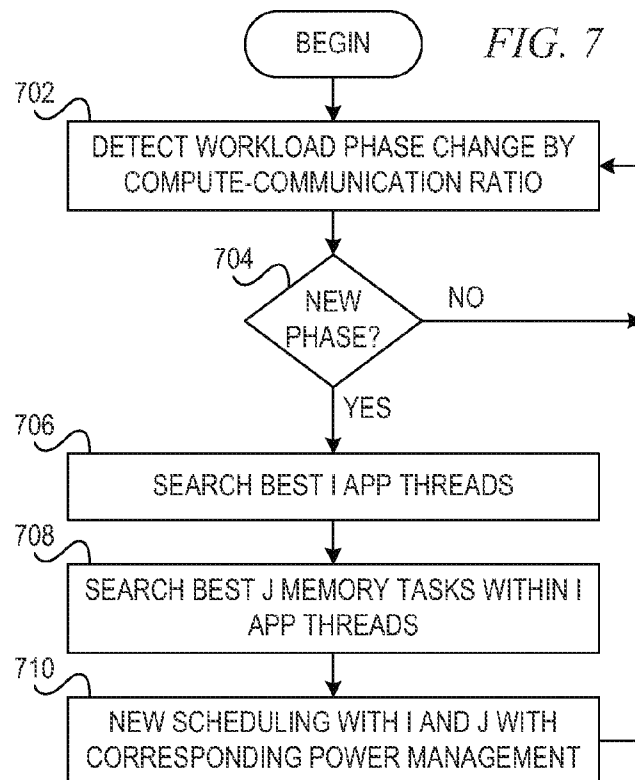 BEGIN
FIG. 7
702
DETECT WORKLOAD PHASE CHANGE BY
COMPUTE-COMMUNICATION RATIO
704
NEW
PHASE?
NO
YES
706
SEARCH BEST I APP THREADS
708
SEARCH BEST J MEMORY TASKS WITHIN I
APP THREADS
710
NEW SCHEDULING WITH I AND J WITH
CORRESPONDING POWER MANAGEMENT